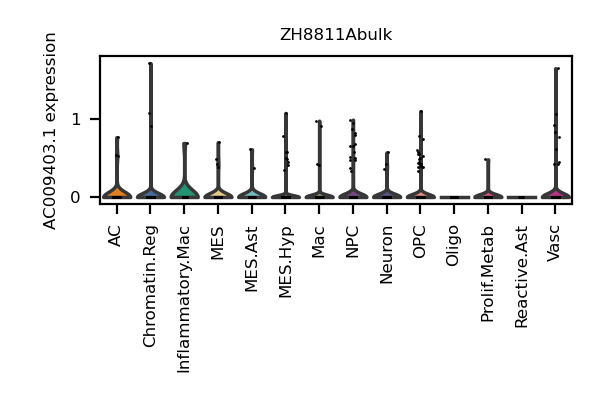 ZH8811Abulk
AC009403.1 expression
1
0
AC
Chromatin.Reg
Inflammatory.Mac
MES
MES.Ast
MES.Hyp
Mac
NPC
Neuron
OPC
Oligo
Prolif.Metab
Reactive.Ast
Vasc